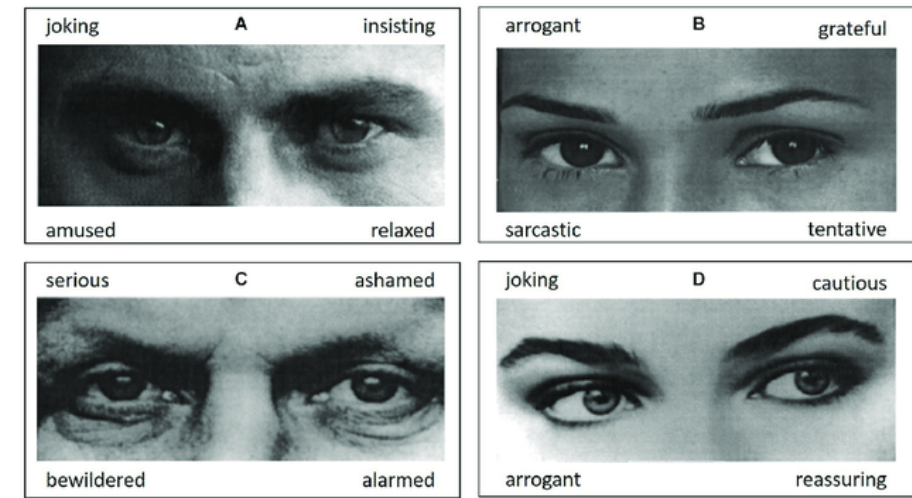 joking A insisting
amused relaxed
arrogant B grateful
sarcastic tentative
serious C ashamed
bewildered alarmed
joking D cautious
arrogant reassuring